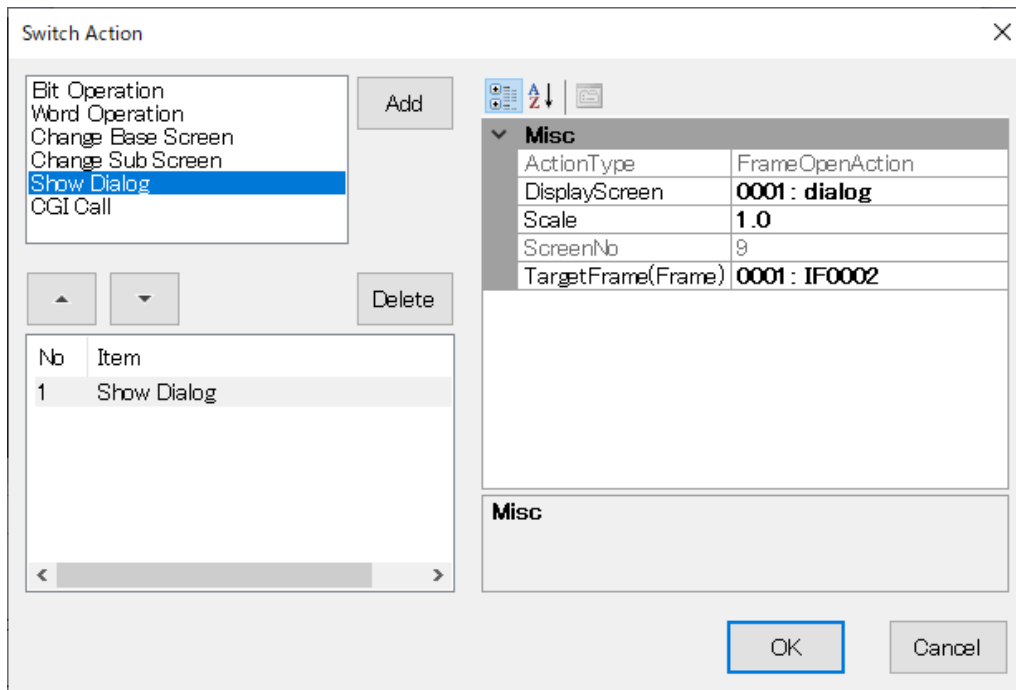 Switch Action
Bit Operation
Word Operation
Change Base Screen
Change Sub Screen
Show Dialog
CGI Call
Add
Delete
No Item
1 Show Dialog
Misc
ActionType FrameOpenAction
DisplayScreen 0001 : dialog
Scale 1.0
ScreenNo 9
TargetFrame(Frame) 0001 : IF0002
Misc
OK
Cancel